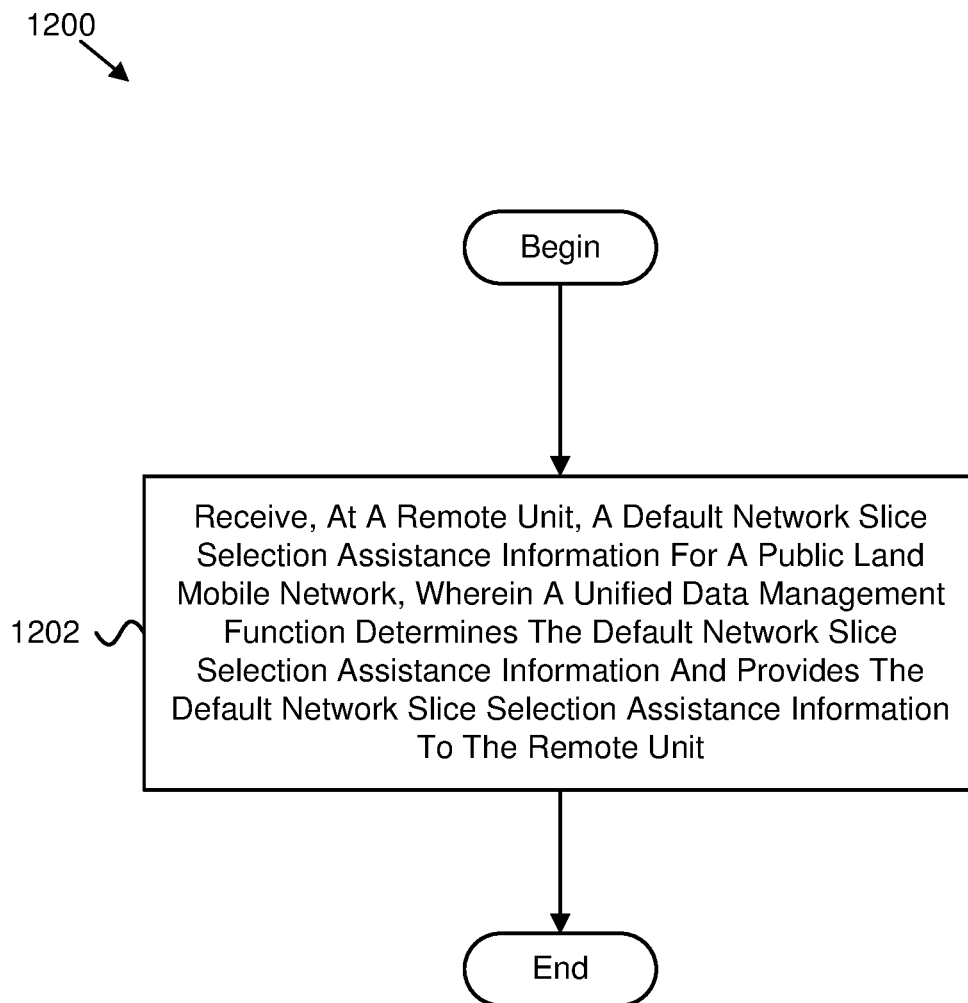 1200
Begin
Receive, At A Remote Unit, A Default Network Slice
Selection Assistance Information For A Public Land
Mobile Network, Wherein A Unified Data Management
Function Determines The Default Network Slice
Selection Assistance Information And Provides The
Default Network Slice Selection Assistance Information
To The Remote Unit
1202
End